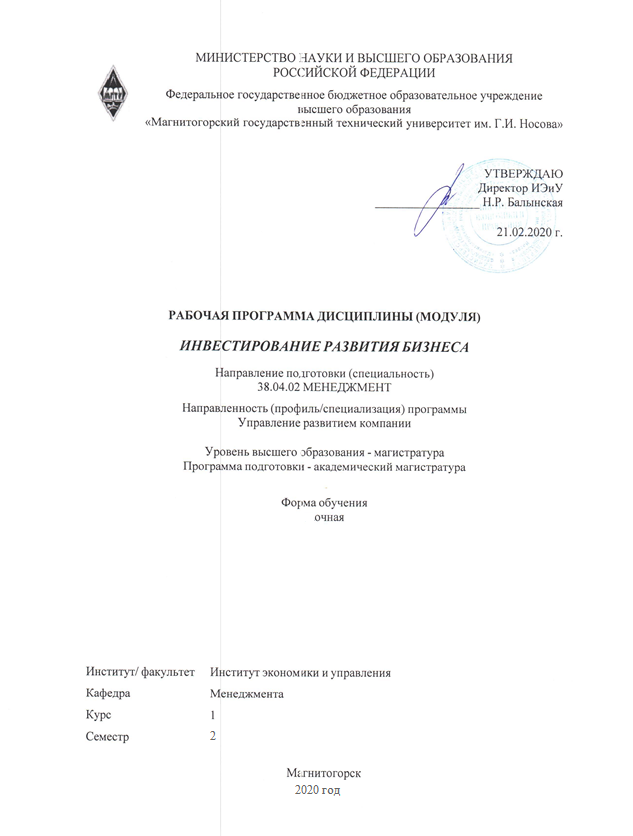 МИНИСТЕРСТВО НАУКИ И ВЫСШЕГО ОБРАЗОВАНИЯ
РОССИЙСКОЙ ФЕДЕРАЦИИ
Федеральное государственное бюджетное образовательное учреждение
высшего образования
«Магнитогорский государственный технический университет им. Г.И. Носова»
УТВЕРЖДАЮ
Директор ИЭиУ
Н.Р. Балынская
21.02.2020 г.
РАБОЧАЯ ПРОГРАММА ДИСЦИПЛИНЫ (МОДУЛЯ)
ИНВЕСТИРОВАНИЕ РАЗВИТИЯ БИЗНЕСА
Направление подготовки (специальность)
38.04.02 МЕНЕДЖМЕНТ
Направленность (профиль/специализация) программы
Управление развитием компании
Уровень высшего образования - магистратура
Программа подготовки - академический магистратура
Форма обучения
очная
Институт/ факультет Институт экономики и управления
Кафедра Менеджмента
Курс 1
Семестр 2
Магнитогорск
2020 год